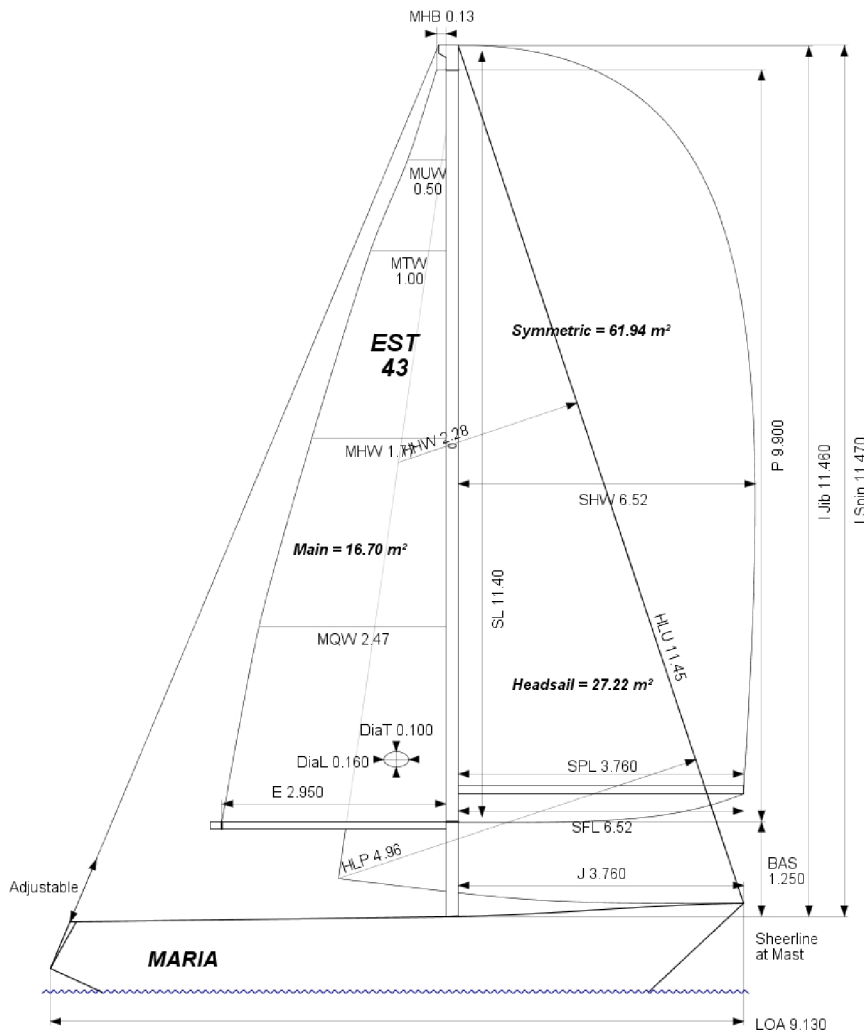 MHB 0.13
MUW
0.50
MTW
1.00
EST
43
Symmetric = 61.94 m²
HHW 2.28
P 9.900
I Jib 11.460
I Spin 11.470
SHW 6.52
Main = 16.70 m²
SL 11.40
MQW 2.47
HLU 11.45
Headsail = 27.22 m²
DiaT 0.100
DiaL 0.160
SPL 3.760
E 2.950
SFL 6.52
HLP 4.96
BAS
1.250
J 3.760
Adjustable
Sheerline
at Mast
MARIA
LOA 9.130